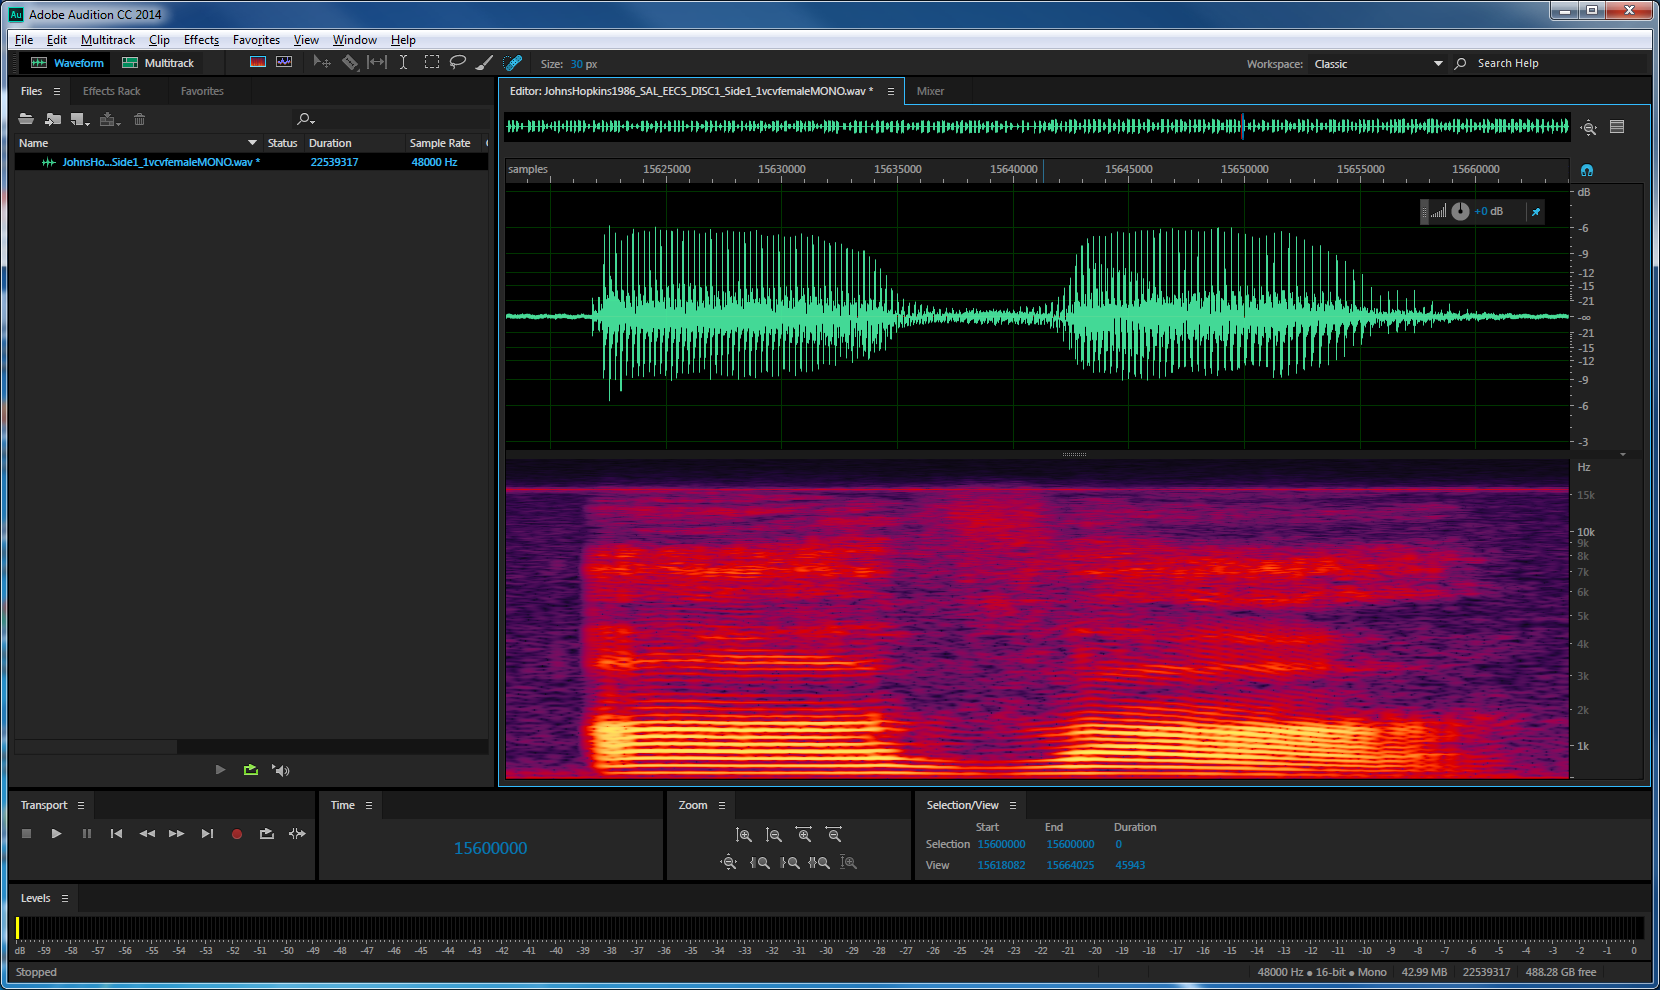 Au Adobe Audition CC 2014
File Edit Multitrack Clip Effects Favorites View Window Help
Waveform Multitrack Size: 30 px Workspace: Classic Search Help
Files Effects Rack Favorites
Name Status Duration Sample Rate
JohnsHo...Side1_1vcvfemaleMONO.wav * 22539317 48000 Hz
Editor: JohnsHopkins1986_SAL_EECS_DISC1_Side1_1vcvfemaleMONO.wav * Mixer
samples 15625000 15630000 15635000 15640000 15645000 15650000 15655000 15660000
dB
+0 dB
-6
-9
-12
-15
-21
-∞
-21
-15
-12
-9
-6
-3
Hz
15k
10k
9k
8k
7k
6k
5k
4k
3k
2k
1k
Transport Time Zoom Selection/View
Start End Duration
15600000
Selection 15600000 15600000 0
View 15618082 15664025 45943
Levels
dB -59 -58 -57 -56 -55 -54 -53 -52 -51 -50 -49 -48 -47 -46 -45 -44 -43 -42 -41 -40 -39 -38 -37 -36 -35 -34 -33 -32 -31 -30 -29 -28 -27 -26 -25 -24 -23 -22 -21 -20 -19 -18 -17 -16 -15 -14 -13 -12 -11 -10 -9 -8 -7 -6 -5 -4 -3 -2 -1 0
Stopped 48000 Hz • 16-bit • Mono 42.99 MB 22539317 488.28 GB free